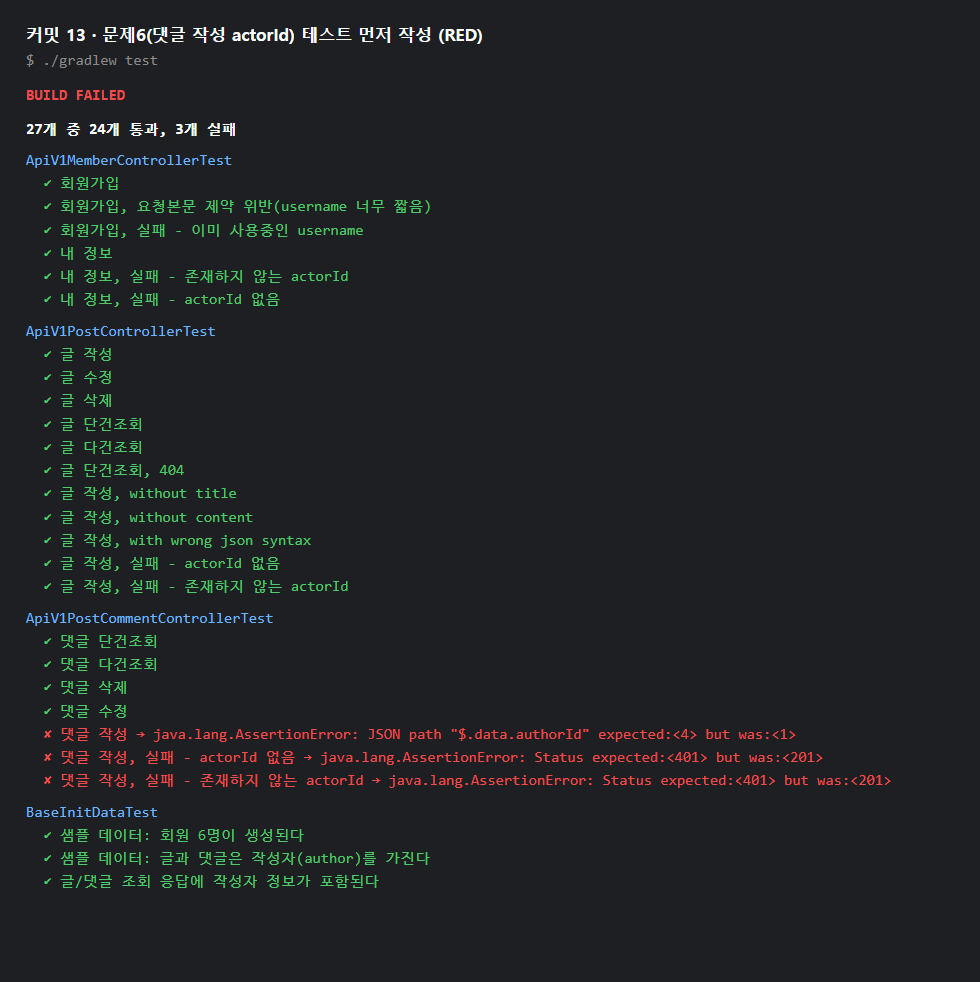 커밋 13 · 문제6(댓글 작성 actorId) 테스트 먼저 작성 (RED)
$ ./gradlew test
BUILD FAILED
27개 중 24개 통과, 3개 실패
ApiV1MemberControllerTest
✔ 회원가입
✔ 회원가입, 요청본문 제약 위반(username 너무 짧음)
✔ 회원가입, 실패 - 이미 사용중인 username
✔ 내 정보
✔ 내 정보, 실패 - 존재하지 않는 actorId
✔ 내 정보, 실패 - actorId 없음
ApiV1PostControllerTest
✔ 글 작성
✔ 글 수정
✔ 글 삭제
✔ 글 단건조회
✔ 글 다건조회
✔ 글 단건조회, 404
✔ 글 작성, without title
✔ 글 작성, without content
✔ 글 작성, with wrong json syntax
✔ 글 작성, 실패 - actorId 없음
✔ 글 작성, 실패 - 존재하지 않는 actorId
ApiV1PostCommentControllerTest
✔ 댓글 단건조회
✔ 댓글 다건조회
✔ 댓글 삭제
✔ 댓글 수정
✘ 댓글 작성 → java.lang.AssertionError: JSON path "$.data.authorId" expected:<4> but was:<1>
✘ 댓글 작성, 실패 - actorId 없음 → java.lang.AssertionError: Status expected:<401> but was:<201>
✘ 댓글 작성, 실패 - 존재하지 않는 actorId → java.lang.AssertionError: Status expected:<401> but was:<201>
BaseInitDataTest
✔ 샘플 데이터: 회원 6명이 생성된다
✔ 샘플 데이터: 글과 댓글은 작성자(author)를 가진다
✔ 글/댓글 조회 응답에 작성자 정보가 포함된다